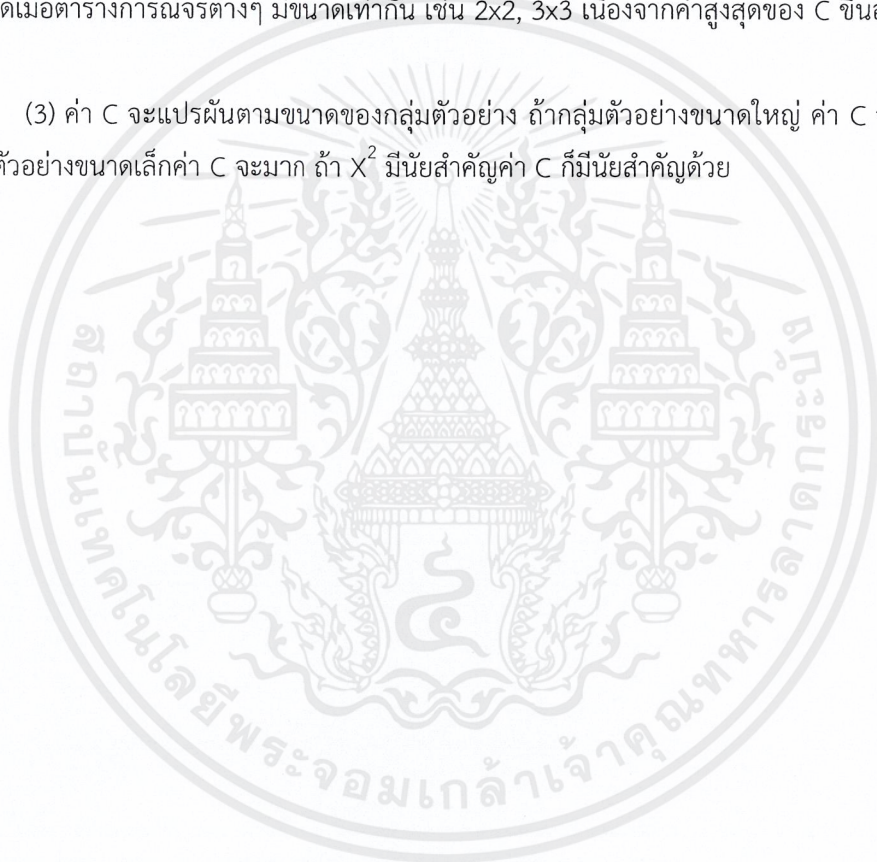 ตารางการณ์จรต่างๆ มีขนาดเท่ากัน เช่น 2x2, 3x3 เนื่องจากค่าสูงสุดของ C
(3) ค่า C จะแปรผันตามขนาดของกลุ่มตัวอย่าง ถ้ากลุ่มตัวอย่างขนาดใหญ่ ค่า C
ตัวอย่างขนาดเล็กค่า C จะมาก ถ้า X² มีนัยสำคัญค่า C ก็มีนัยสำคัญด้วย
สถาบันเทคโนโลยีพระจอมเกล้าเจ้าคุณทหารลาดกระบัง
๔